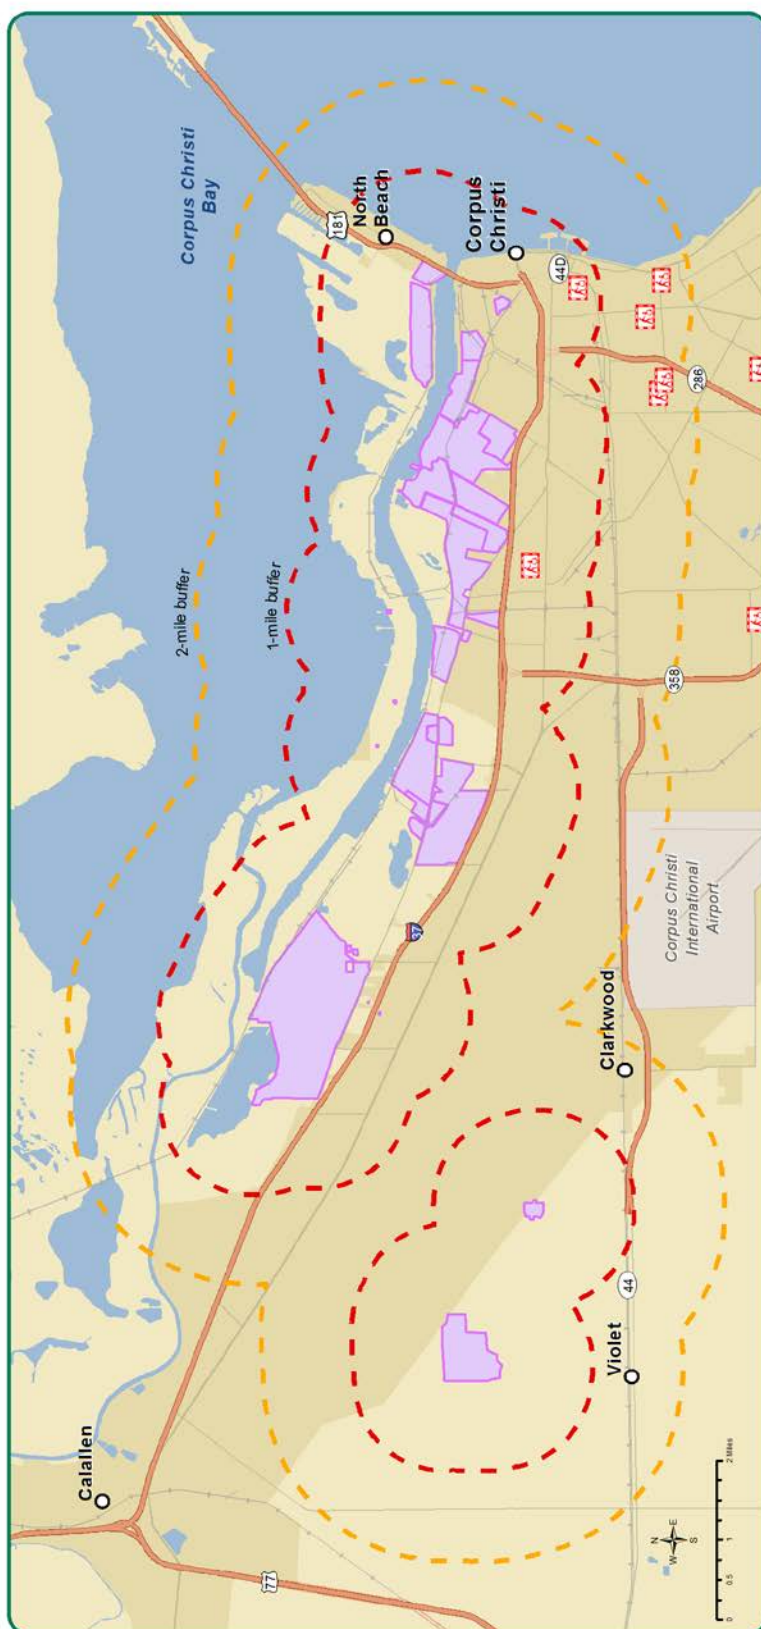 Corpus Christi
Bay
181
North
Beach
Corpus
Christi
44D
286
2-mile buffer
1-mile buffer
358
37
Corpus Christi
International
Airport
Clarkwood
44
Violet
Calallen
77
N
W
E
S
0
0.5
1
2 Miles